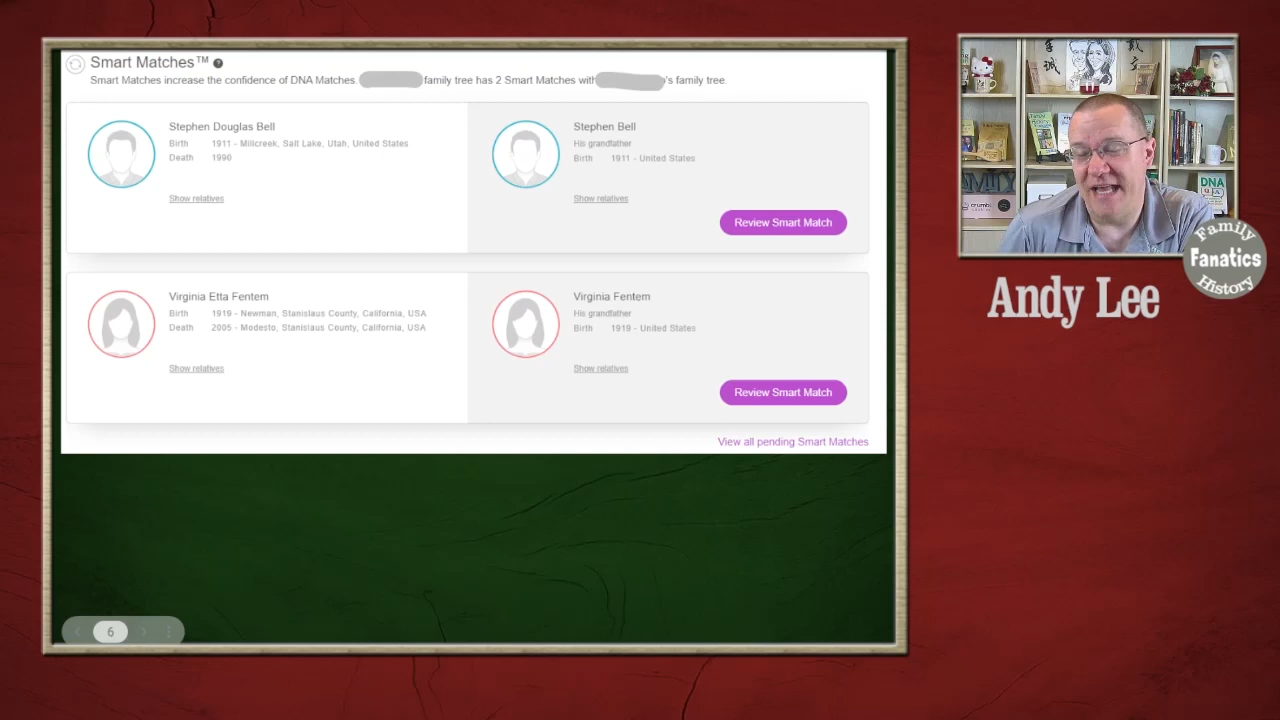 Smart Matches™ ?
Smart Matches increase the confidence of DNA Matches. family tree has 2 Smart Matches with 's family tree.
Stephen Douglas Bell
Birth 1911 - Millcreek, Salt Lake, Utah, United States
Death 1990
Show relatives
Stephen Bell
His grandfather
Birth 1911 - United States
Show relatives
Review Smart Match
Virginia Etta Fentem
Birth 1919 - Newman, Stanislaus County, California, USA
Death 2005 - Modesto, Stanislaus County, California, USA
Show relatives
Virginia Fentem
His grandfather
Birth 1919 - United States
Show relatives
Review Smart Match
View all pending Smart Matches
6
DNA
crumbl
Family
Fanatics
History
Andy Lee